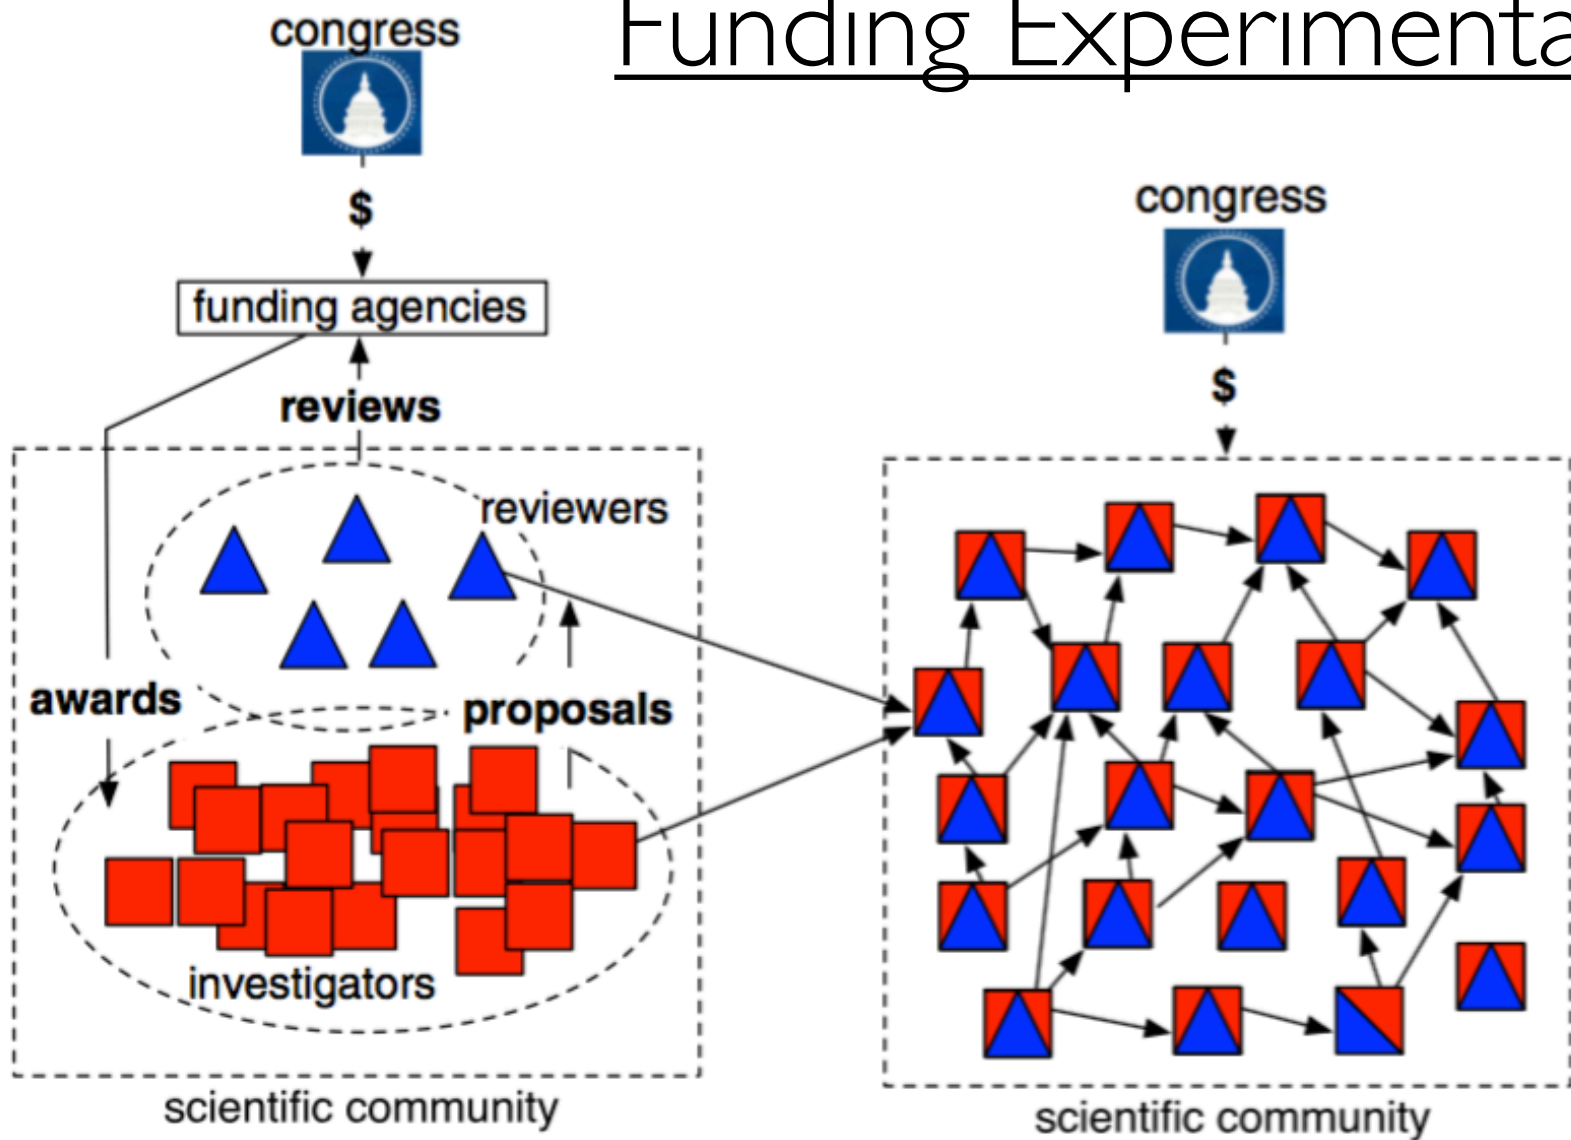 Funding Experimenta
congress
$
funding agencies
reviews
reviewers
awards
proposals
investigators
scientific community
congress
$
scientific community